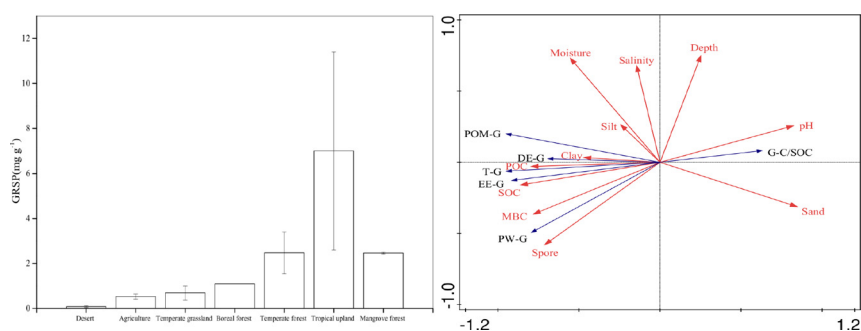 GRSP(mg g⁻¹)
12
10
8
6
4
2
0
Desert
Agriculture
Temperate grassland
Boreal forest
Temperate forest
Tropical upland
Mangrove forest
1.0
-1.0
-1.2
1.2
Moisture
Salinity
Depth
Silt
pH
POM-G
DE-G
Clay
G-C/SOC
POC
T-G
EE-G
SOC
MBC
Sand
PW-G
Spore